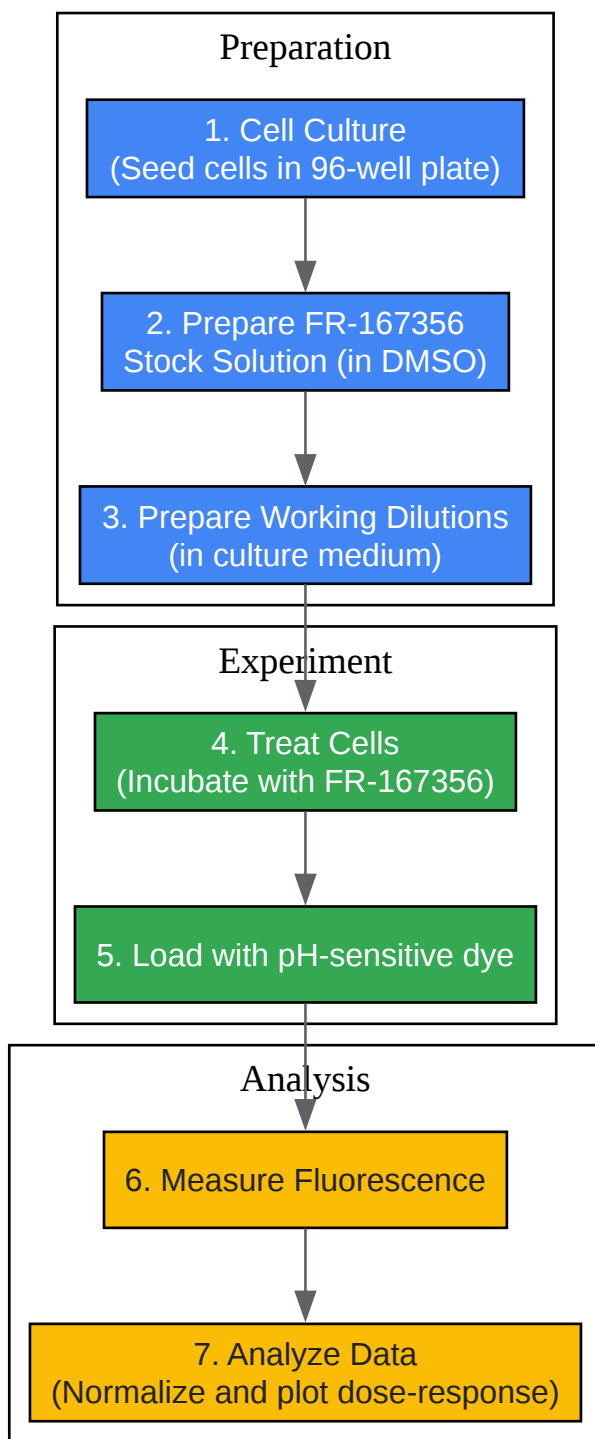 Preparation
1. Cell Culture
(Seed cells in 96-well plate)
2. Prepare FR-167356
Stock Solution (in DMSO)
3. Prepare Working Dilutions
(in culture medium)
Experiment
4. Treat Cells
(Incubate with FR-167356)
5. Load with pH-sensitive dye
Analysis
6. Measure Fluorescence
7. Analyze Data
(Normalize and plot dose-response)